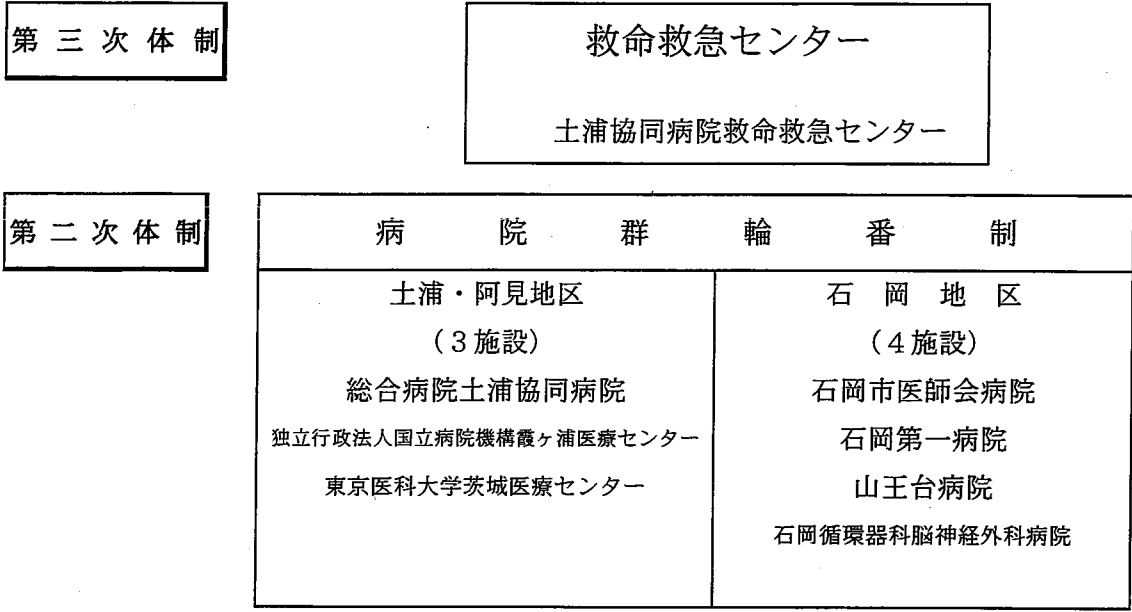 第三次体制
救命救急センター
土浦協同病院救命救急センター
第二次体制
病院群輪番制
土浦・阿見地区
(3施設)
総合病院土浦協同病院
独立行政法人国立病院機構霞ヶ浦医療センター
東京医科大学茨城医療センター
石岡地区
(4施設)
石岡市医師会病院
石岡第一病院
山王台病院
石岡循環器科脳神経外科病院